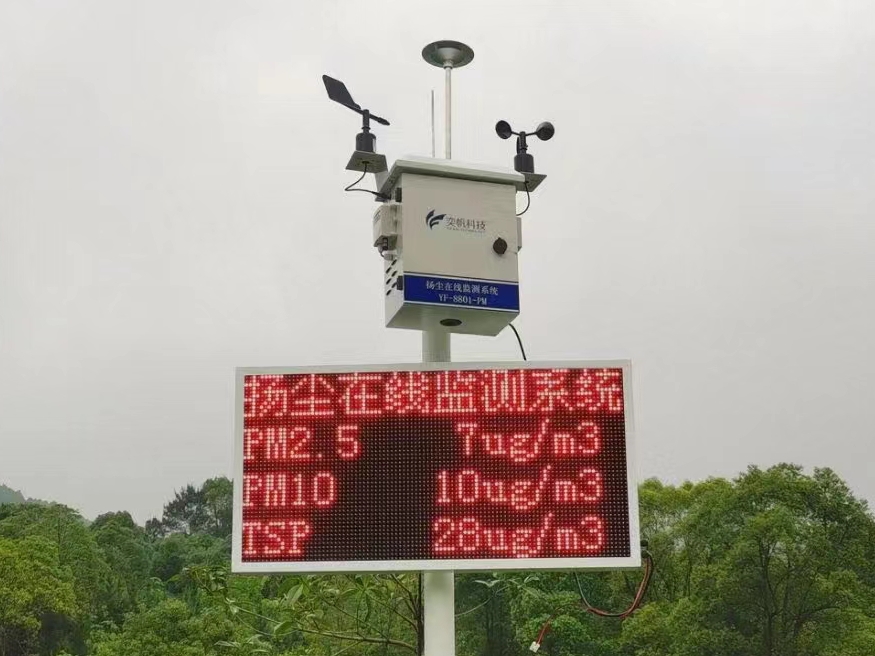 奕帆科技
扬尘在线监测系统
YF-8801-PM
扬尘在线监测系统
PM2.5 7ug/m3
PM10 10ug/m3
TSP 28ug/m3